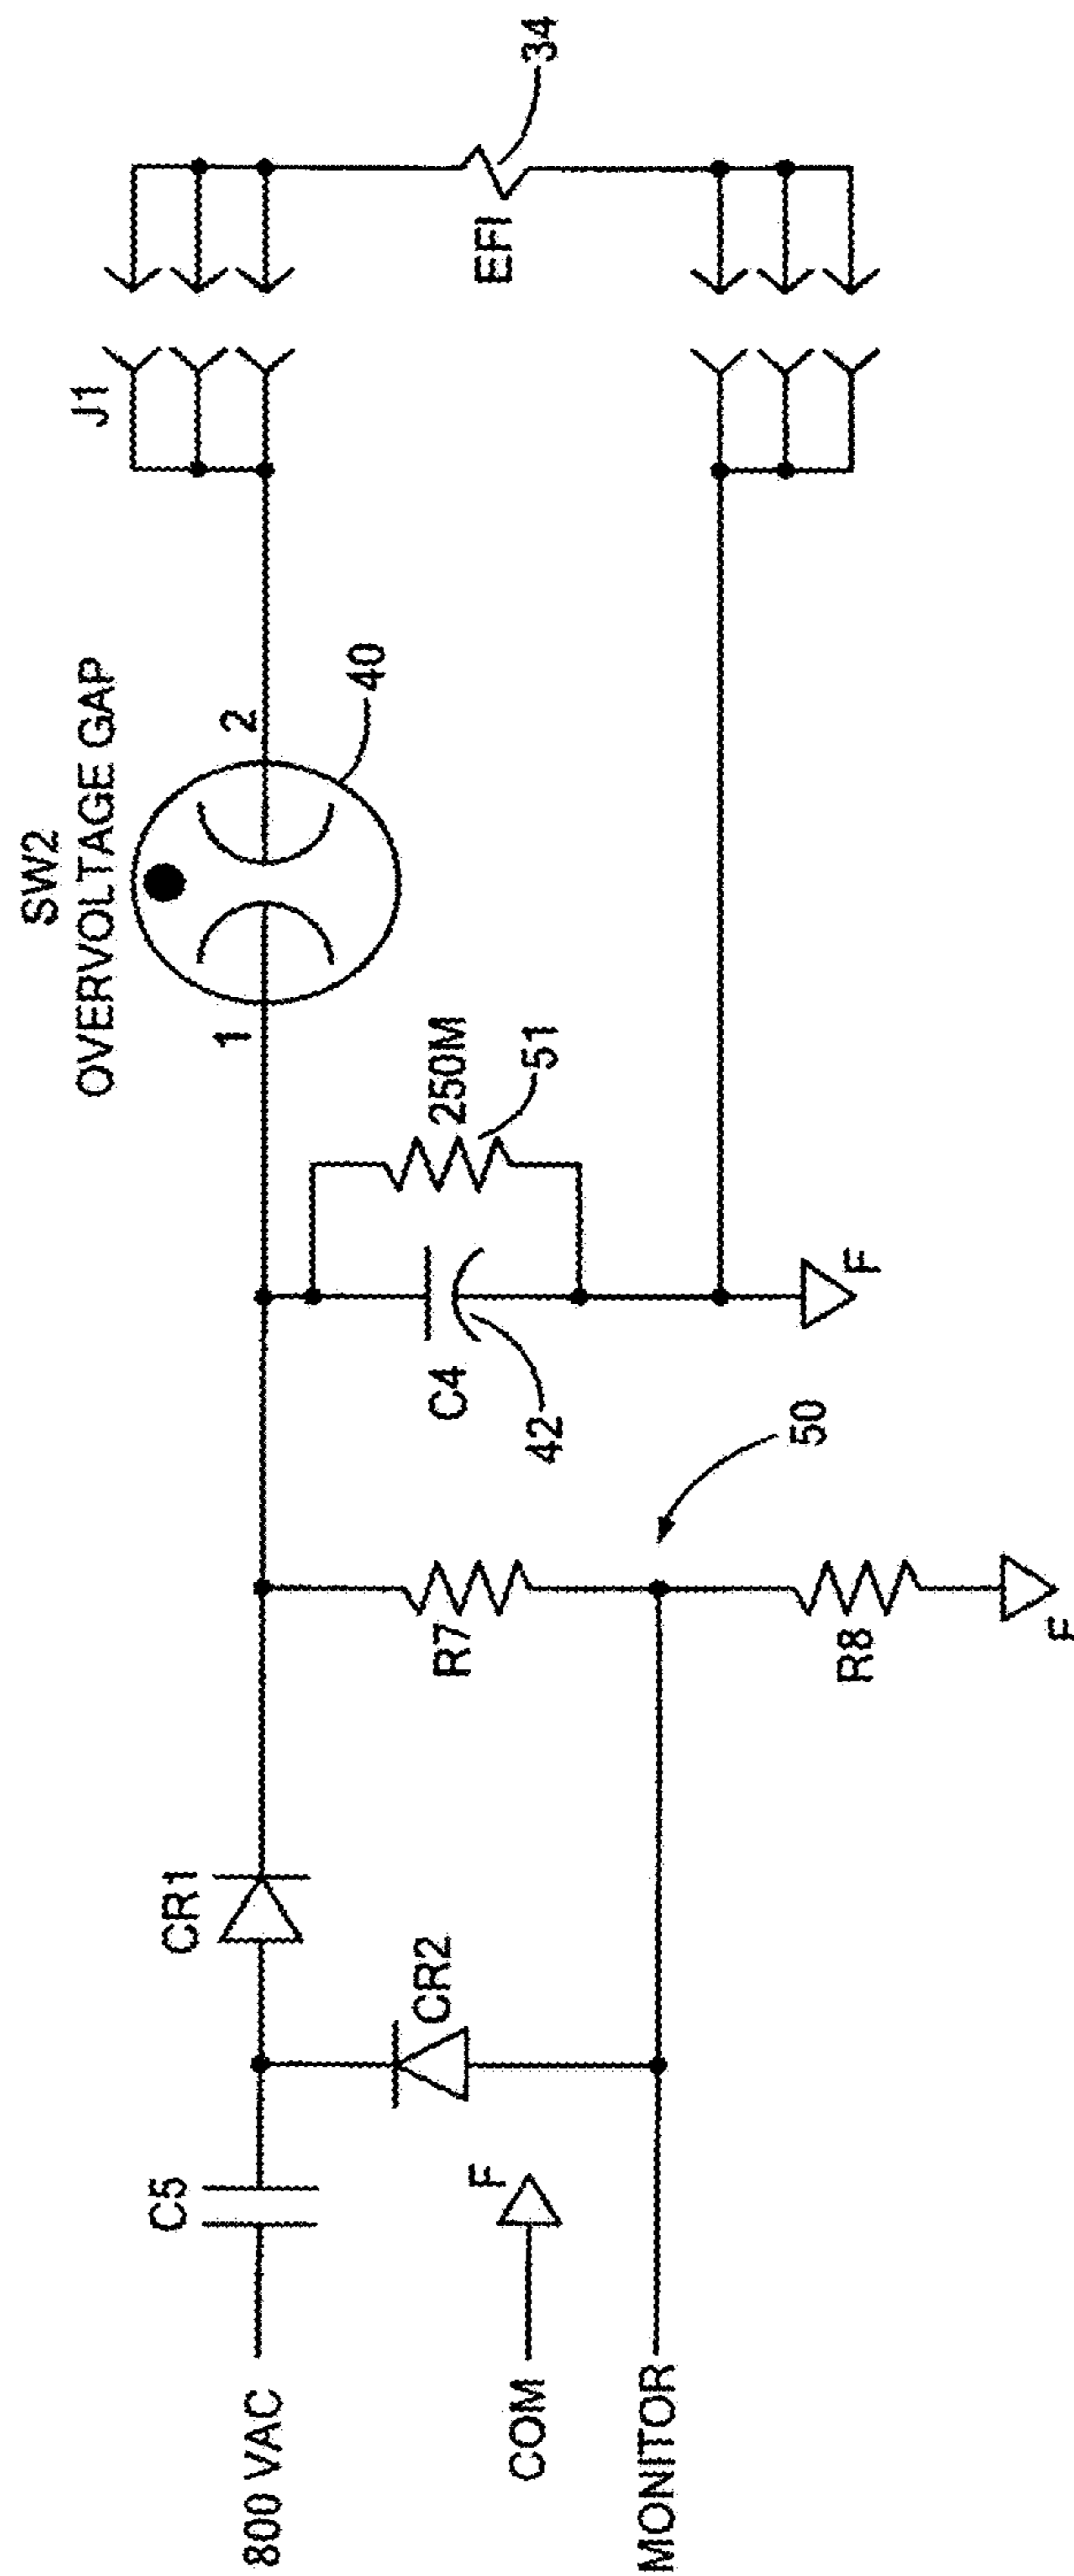 SW2
OVERVOLTAGE GAP
1
2
40
J1
EFI
34
800 VAC
C5
CR1
CR2
COM
F
MONITOR
R7
R8
F
50
C4
42
250M
51
F